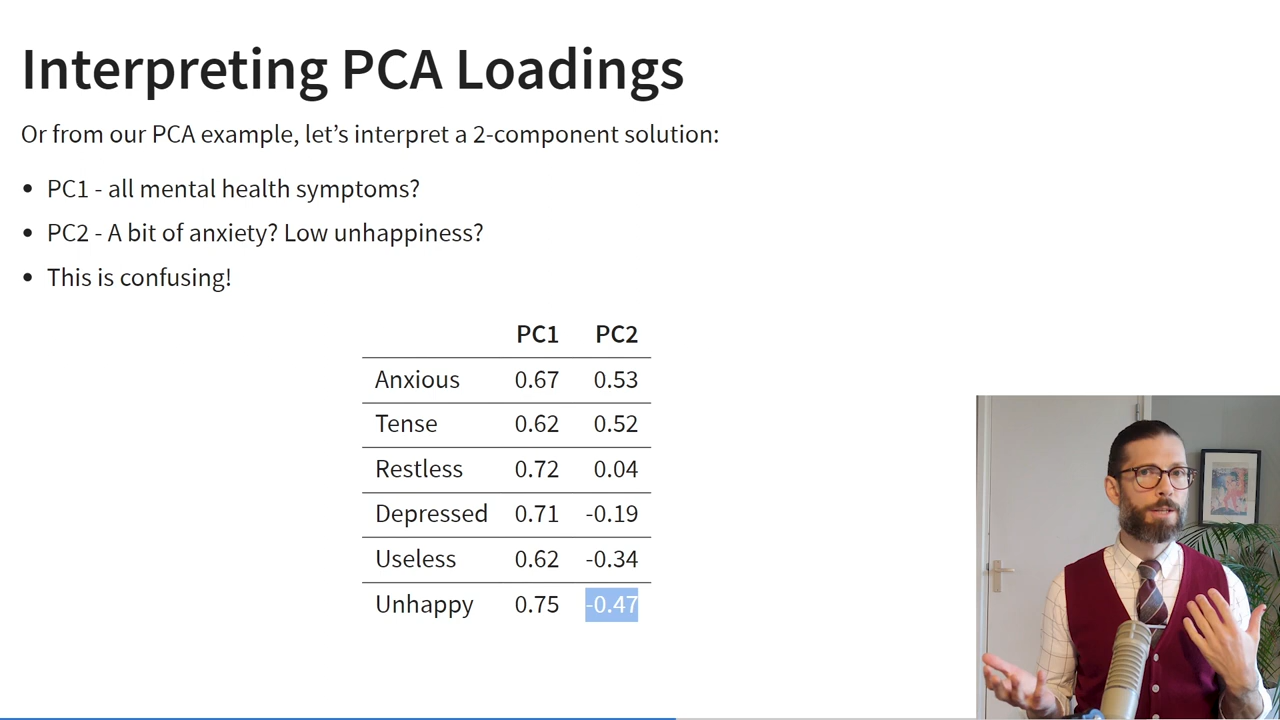 Interpreting PCA Loadings
Or from our PCA example, let’s interpret a 2-component solution:
• PC1 - all mental health symptoms?
• PC2 - A bit of anxiety? Low unhappiness?
• This is confusing!
PC1 PC2
Anxious 0.67 0.53
Tense 0.62 0.52
Restless 0.72 0.04
Depressed 0.71 -0.19
Useless 0.62 -0.34
Unhappy 0.75 -0.47